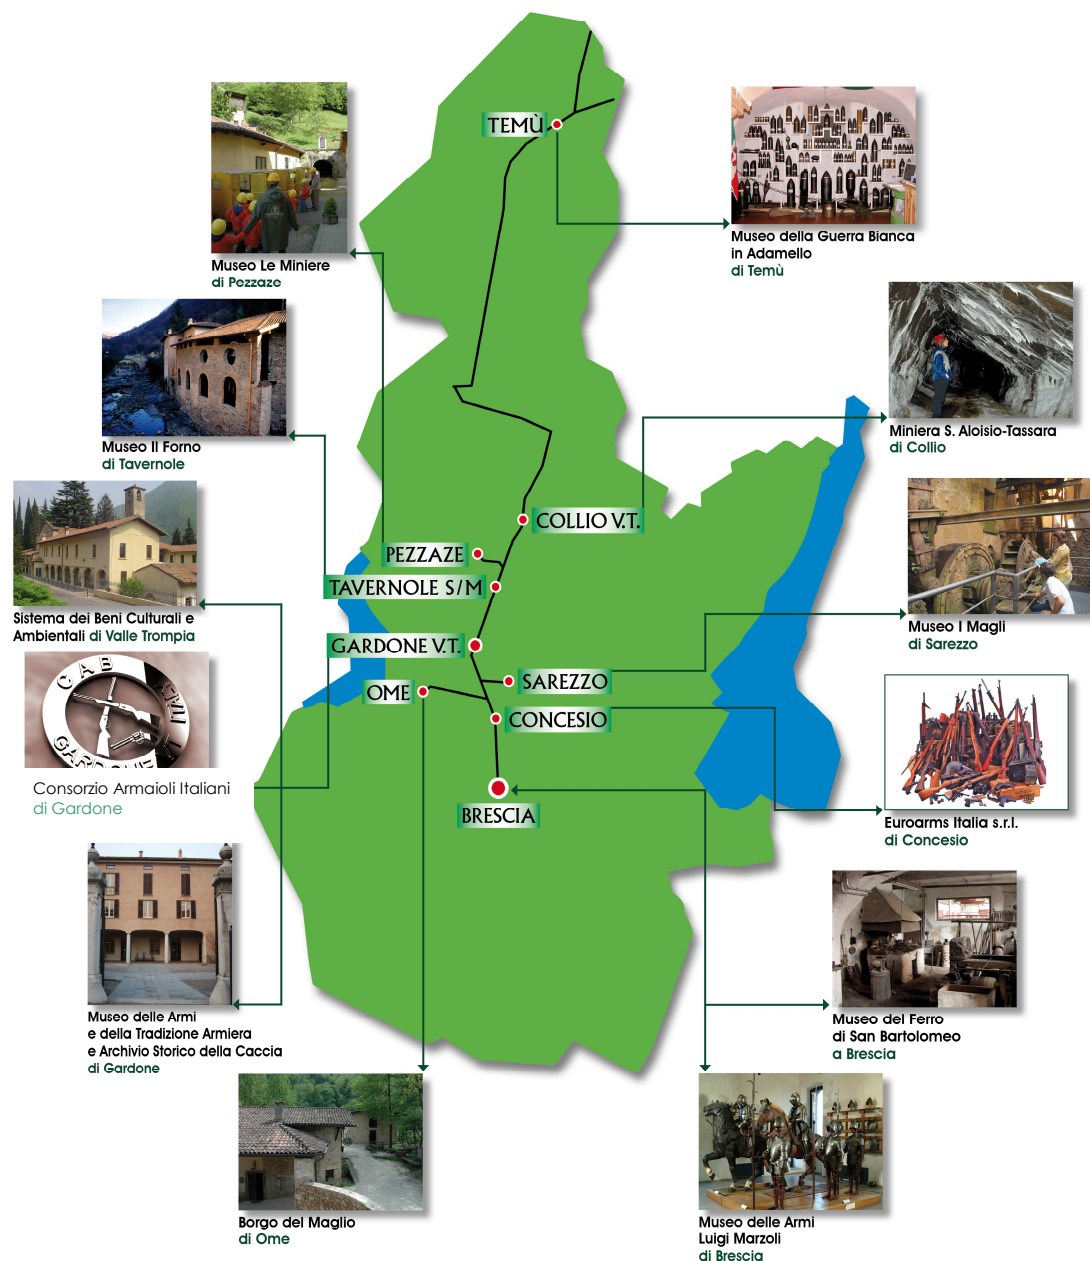 TEMÙ
Museo Le Miniere
di Pezzaze
Museo della Guerra Bianca
in Adamello
di Temù
Museo Il Forno
di Tavernole
Miniera S. Aloisio-Tassara
di Collio
COLLIO V.T.
PEZZAZE
TAVERNOLE S/M
Sistema dei Beni Culturali e
Ambientali di Valle Trompia
Museo I Magli
di Sarezzo
GARDONE V.T.
SAREZZO
OME
CONCESIO
CAB
GARDONE
Consorzio Armaioli Italiani
di Gardone
BRESCIA
Euroarms Italia s.r.l.
di Concesio
Museo delle Armi
e della Tradizione Armiera
e Archivio Storico della Caccia
di Gardone
Museo del Ferro
di San Bartolomeo
a Brescia
Borgo del Maglio
di Ome
Museo delle Armi
Luigi Marzoli
di Brescia